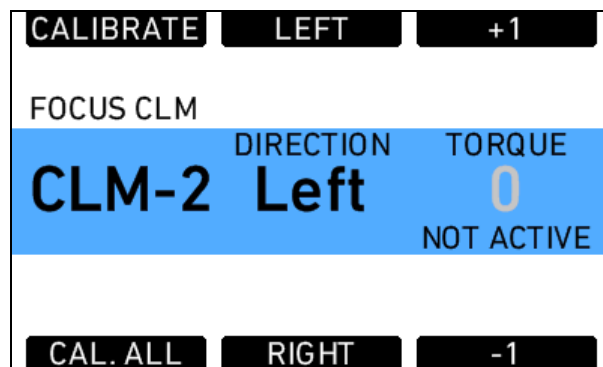 CALIBRATE LEFT +1
FOCUS CLM
DIRECTION TORQUE
CLM-2 Left 0
NOT ACTIVE
CAL. ALL RIGHT -1